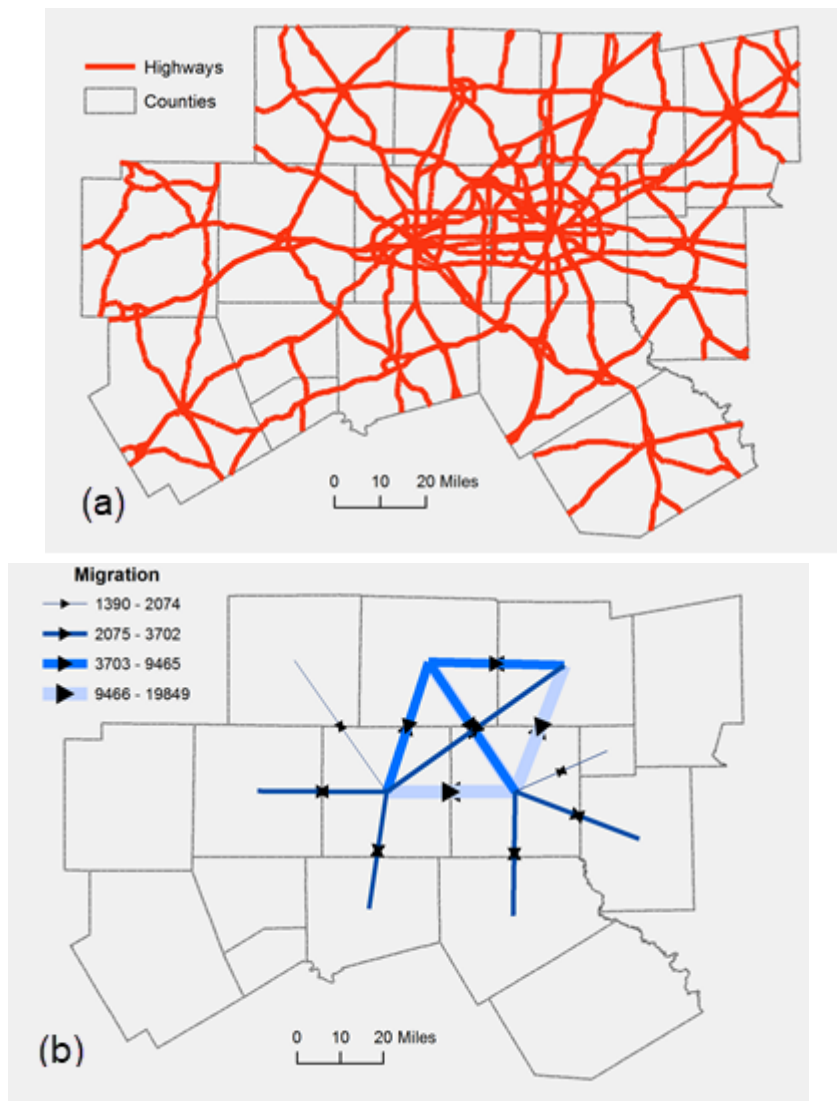 Highways
Counties
0 10 20 Miles
(a)
Migration
1390 - 2074
2075 - 3702
3703 - 9465
9466 - 19849
0 10 20 Miles
(b)